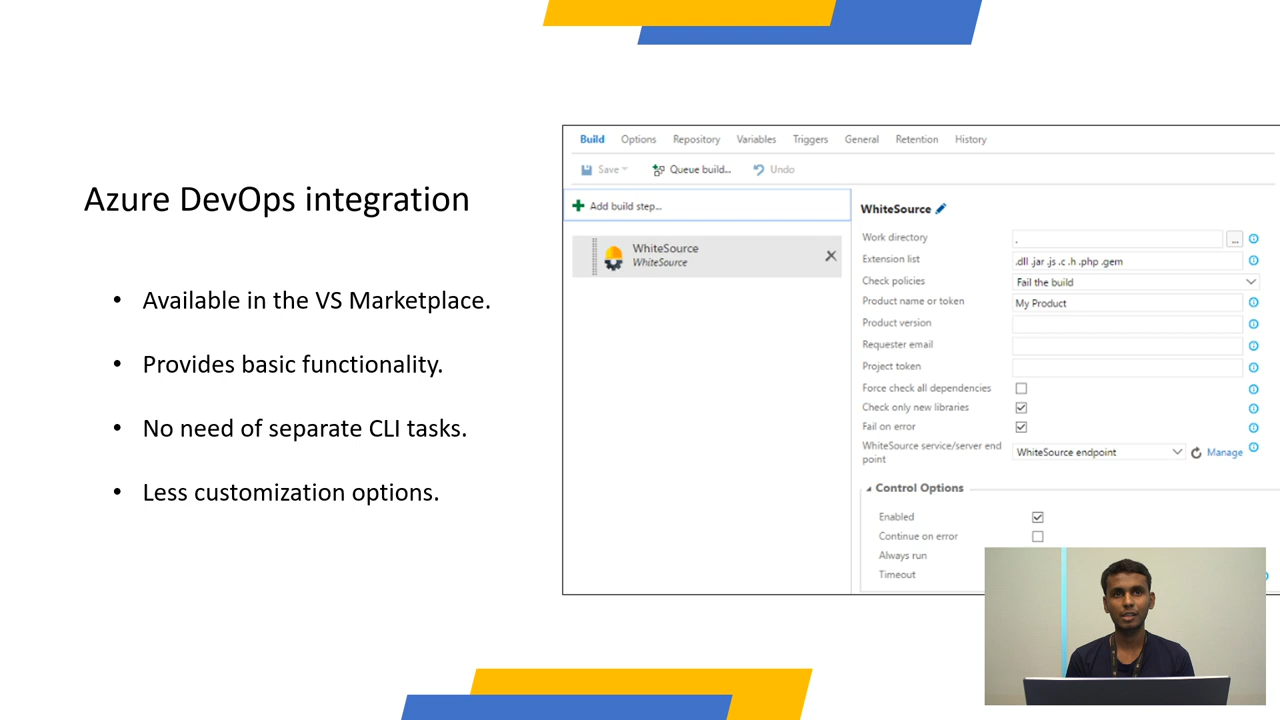 Azure DevOps integration
• Available in the VS Marketplace.
• Provides basic functionality.
• No need of separate CLI tasks.
• Less customization options.
Build Options Repository Variables Triggers General Retention History
Save Queue build... Undo
Add build step...
WhiteSource
WhiteSource
WhiteSource
Work directory . ...
Extension list .dll .jar .js .c .h .php .gem
Check policies Fail the build
Product name or token My Product
Product version
Requester email
Project token
Force check all dependencies
Check only new libraries
Fail on error
WhiteSource service/server end
point WhiteSource endpoint Manage
Control Options
Enabled
Continue on error
Always run
Timeout